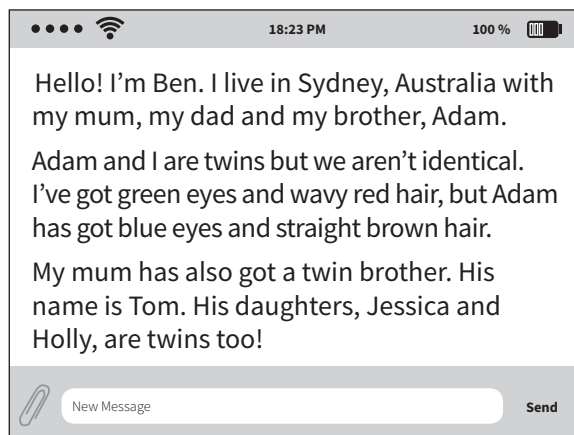 18:23 PM
100 %
Hello! I’m Ben. I live in Sydney, Australia with
my mum, my dad and my brother, Adam.
Adam and I are twins but we aren’t identical.
I’ve got green eyes and wavy red hair, but Adam
has got blue eyes and straight brown hair.
My mum has also got a twin brother. His
name is Tom. His daughters, Jessica and
Holly, are twins too!
New Message
Send